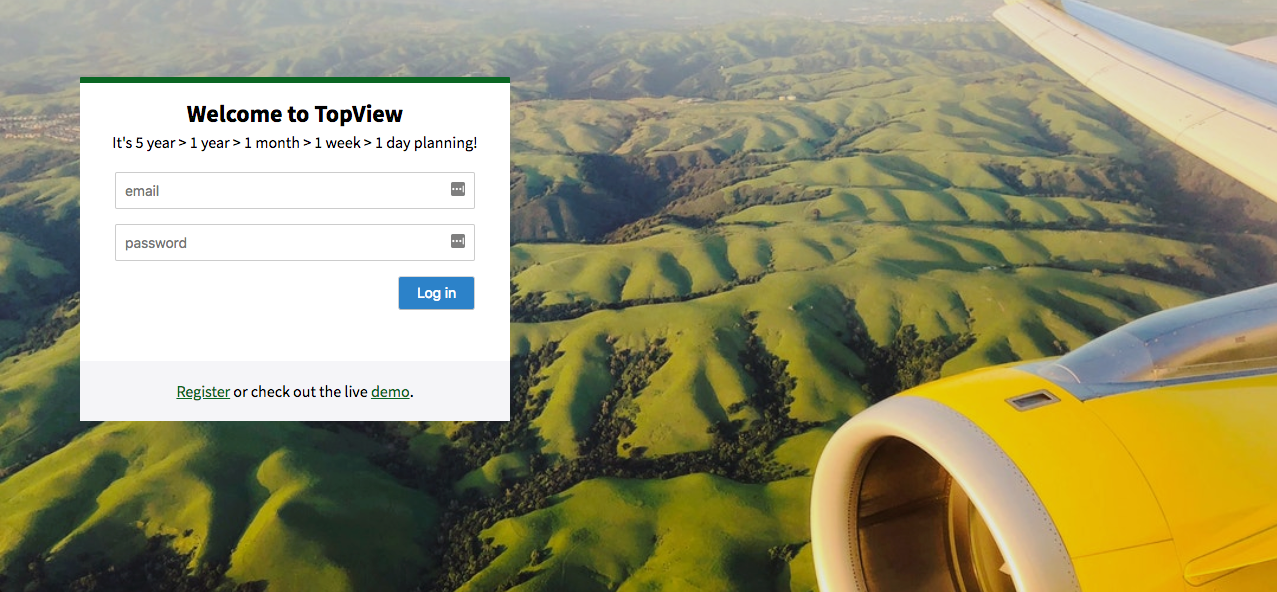 Welcome to TopView
It's 5 year > 1 year > 1 month > 1 week > 1 day planning!
email
password
Log in
Register or check out the live demo.